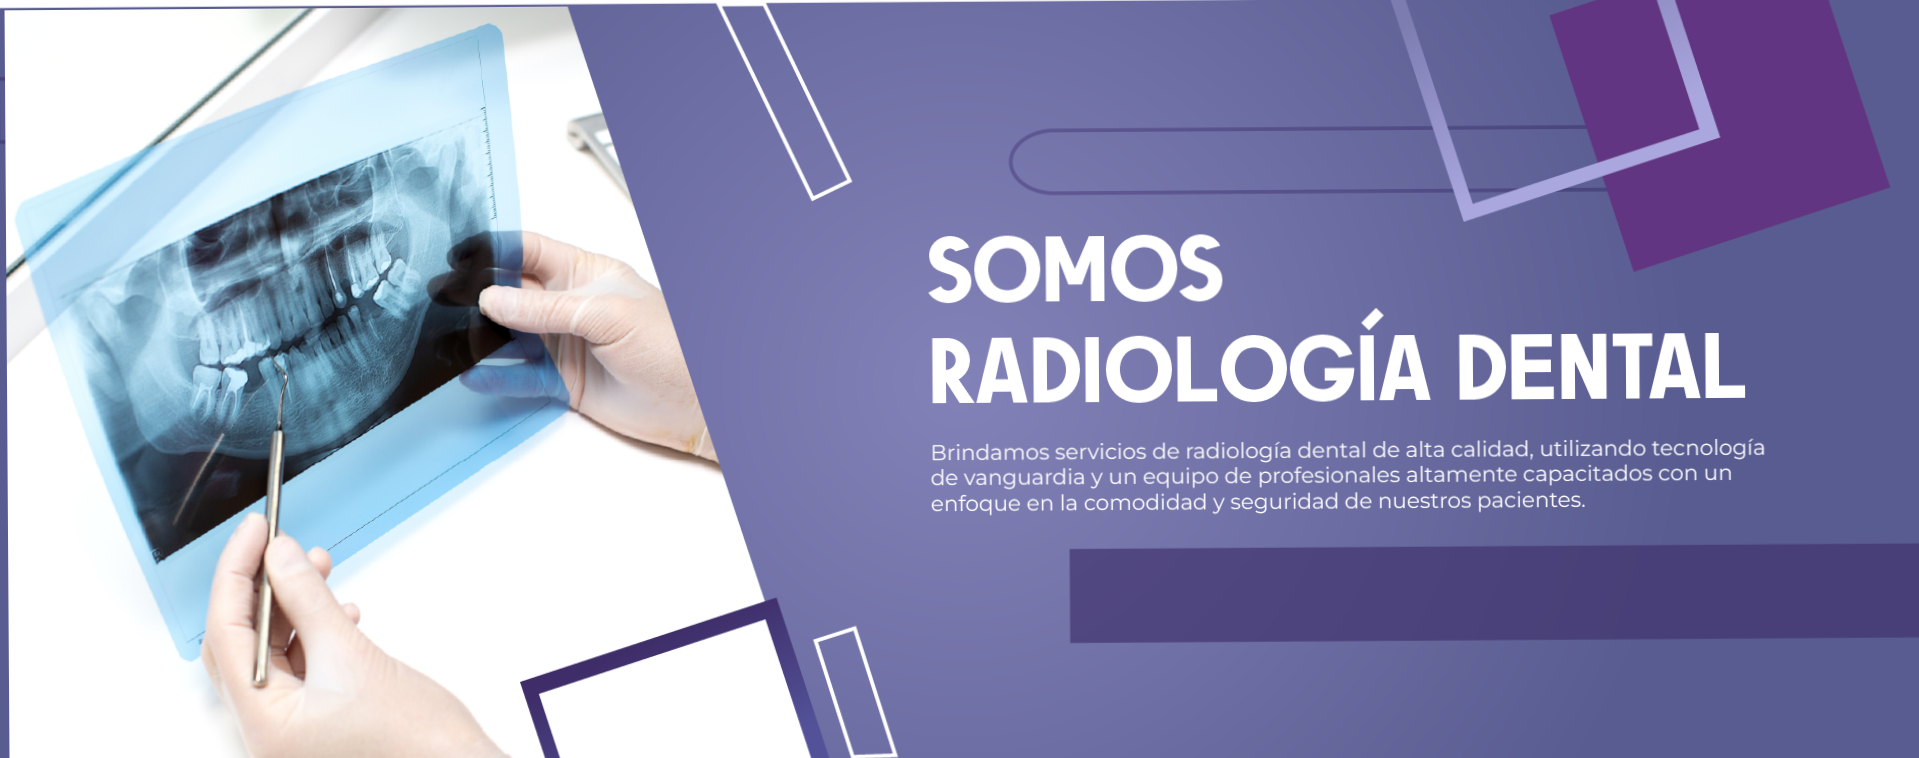 SOMOS
RADIOLOGÍA DENTAL
Brindamos servicios de radiología dental de alta calidad, utilizando tecnología
de vanguardia y un equipo de profesionales altamente capacitados con un
enfoque en la comodidad y seguridad de nuestros pacientes.